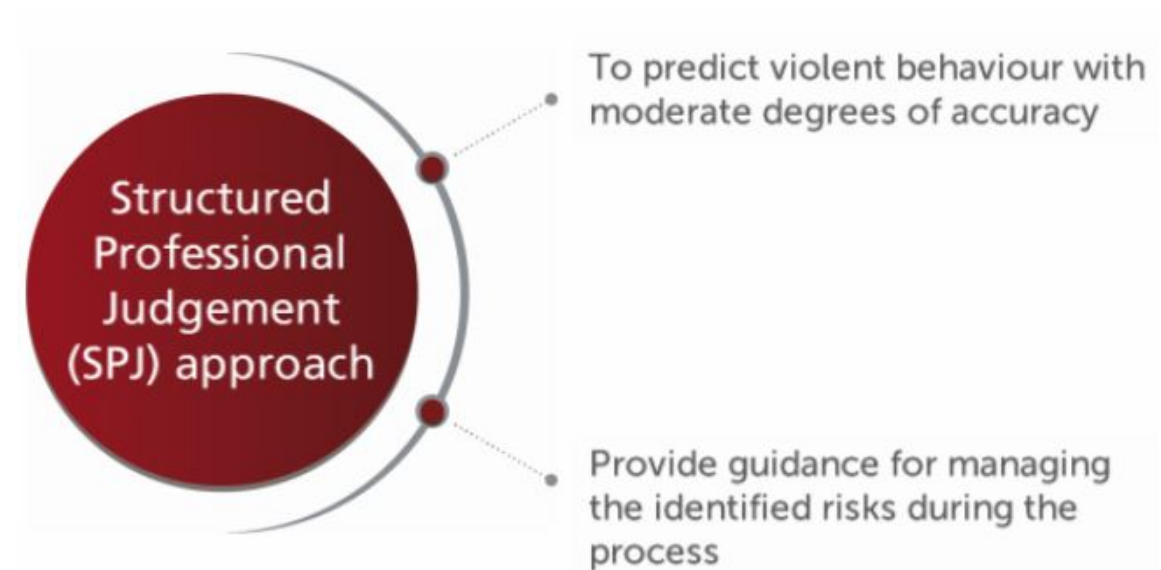 Structured
Professional
Judgement
(SPJ) approach
To predict violent behaviour with
moderate degrees of accuracy
Provide guidance for managing
the identified risks during the
process